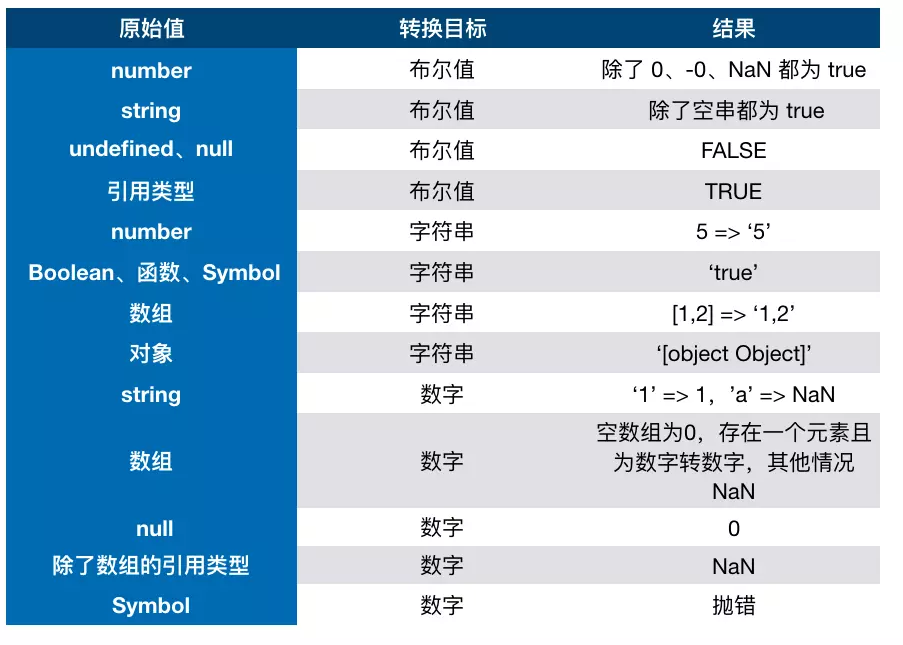 原始值 转换目标 结果
number 布尔值 除了 0、-0、NaN 都为 true
string 布尔值 除了空串都为 true
undefined、null 布尔值 FALSE
引用类型 布尔值 TRUE
number 字符串 5 => ‘5’
Boolean、函数、Symbol 字符串 ‘true’
数组 字符串 [1,2] => ‘1,2’
对象 字符串 ‘[object Object]’
string 数字 ‘1’ => 1，’a’ => NaN
数组 数字 空数组为0，存在一个元素且
为数字转数字，其他情况
NaN
null 数字 0
除了数组的引用类型 数字 NaN
Symbol 数字 抛错